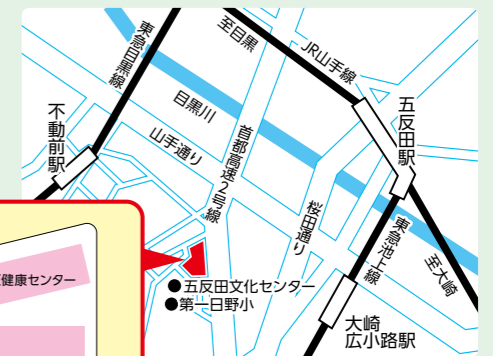 至目黒
JR山手線
東急目黒線
目黒川
不動前駅
山手通り
首都高速2号線
五反田駅
桜田通り
東急池上線
至大崎
健康センター
●五反田文化センター
●第一日野小
大崎
広小路駅